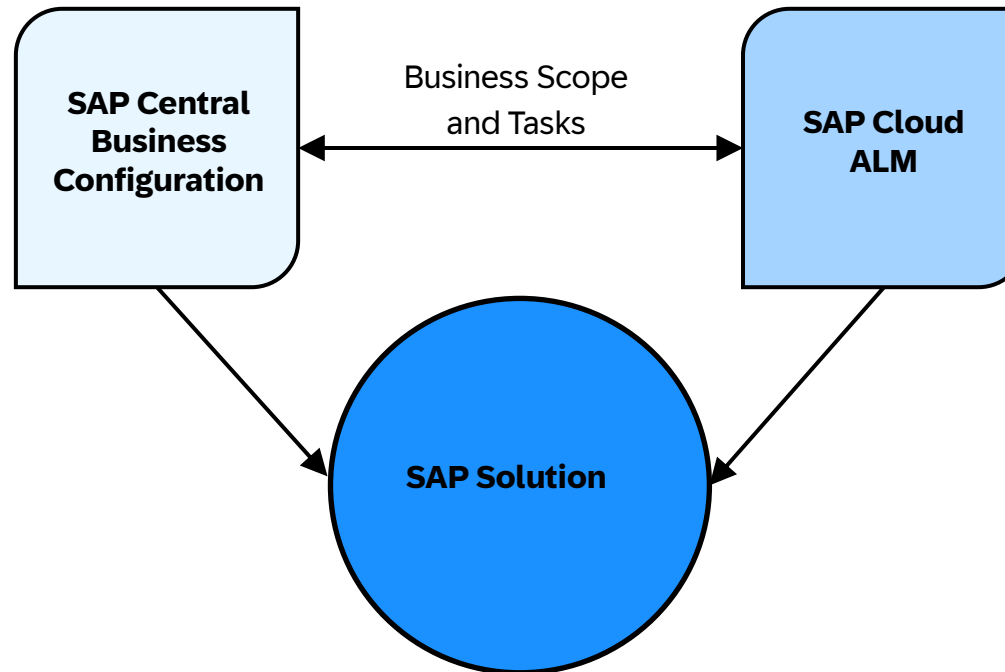 SAP Central
Business
Configuration
Business Scope
and Tasks
SAP Cloud
ALM
SAP Solution